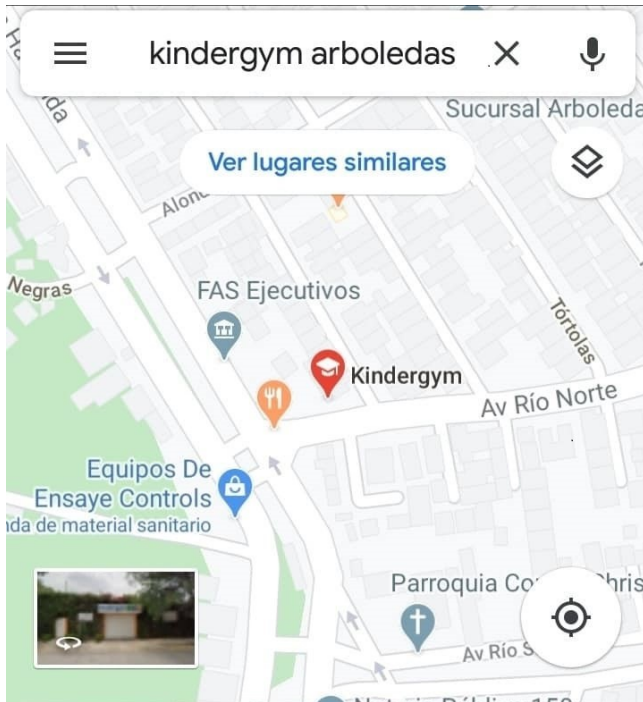 kindergym arboledas
Sucursal Arboleda
Ver lugares similares
Negras
FAS Ejecutivos
Tórtolas
Kindergym
Av Río Norte
Equipos De
Ensaye Controls
nda de material sanitario
Parroquia
Av Río S